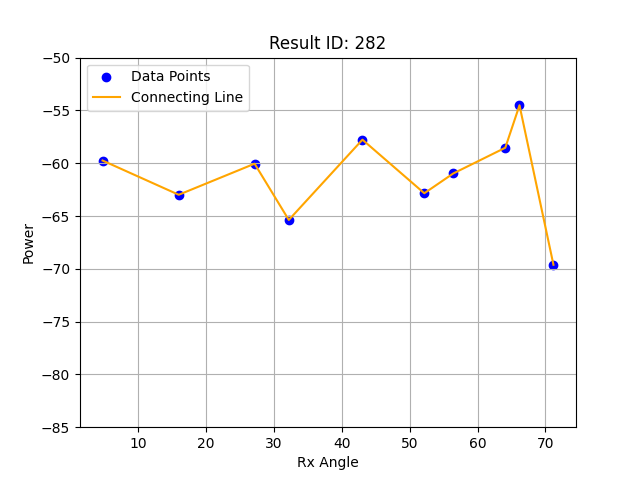 Result ID: 282
Data Points
Connecting Line
−50
−55
−60
−65
−70
−75
−80
−85
Power
10 20 30 40 50 60 70
Rx Angle